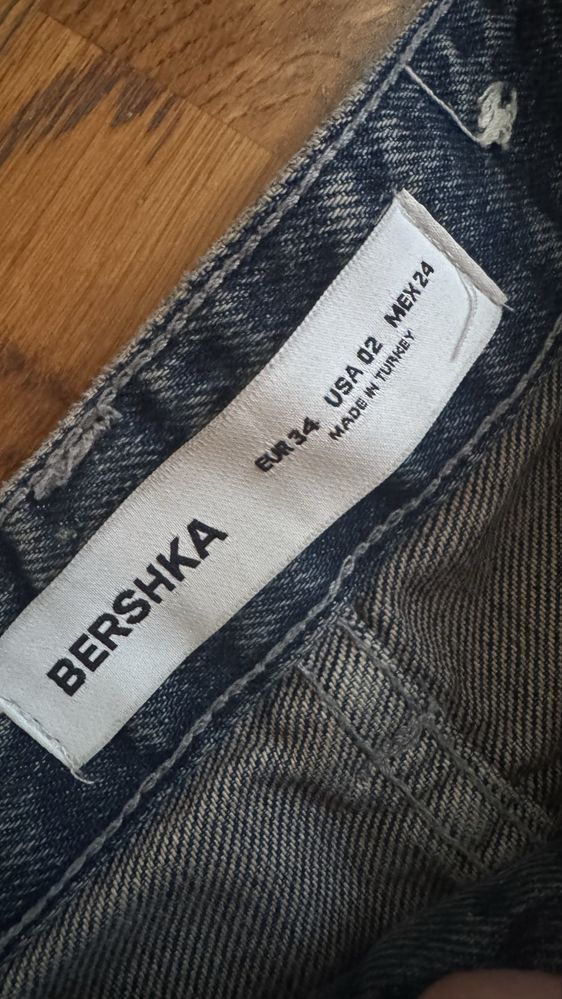 BERSHKA
EUR 34 USA 02 MEX 24
MADE IN TURKEY